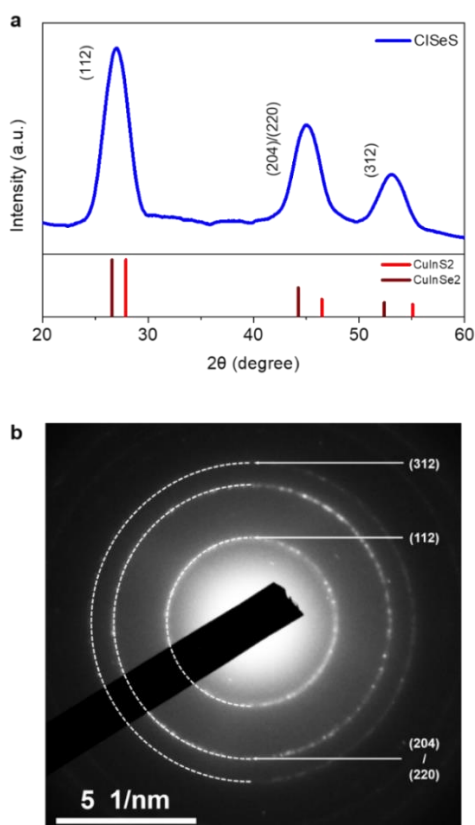 a
CISeS
(112)
(204)/(220)
(312)
Intensity (a.u.)
CuInS2
CuInSe2
20 30 40 50 60
2θ (degree)
b
(312)
(112)
(204)
/
(220)
5 1/nm